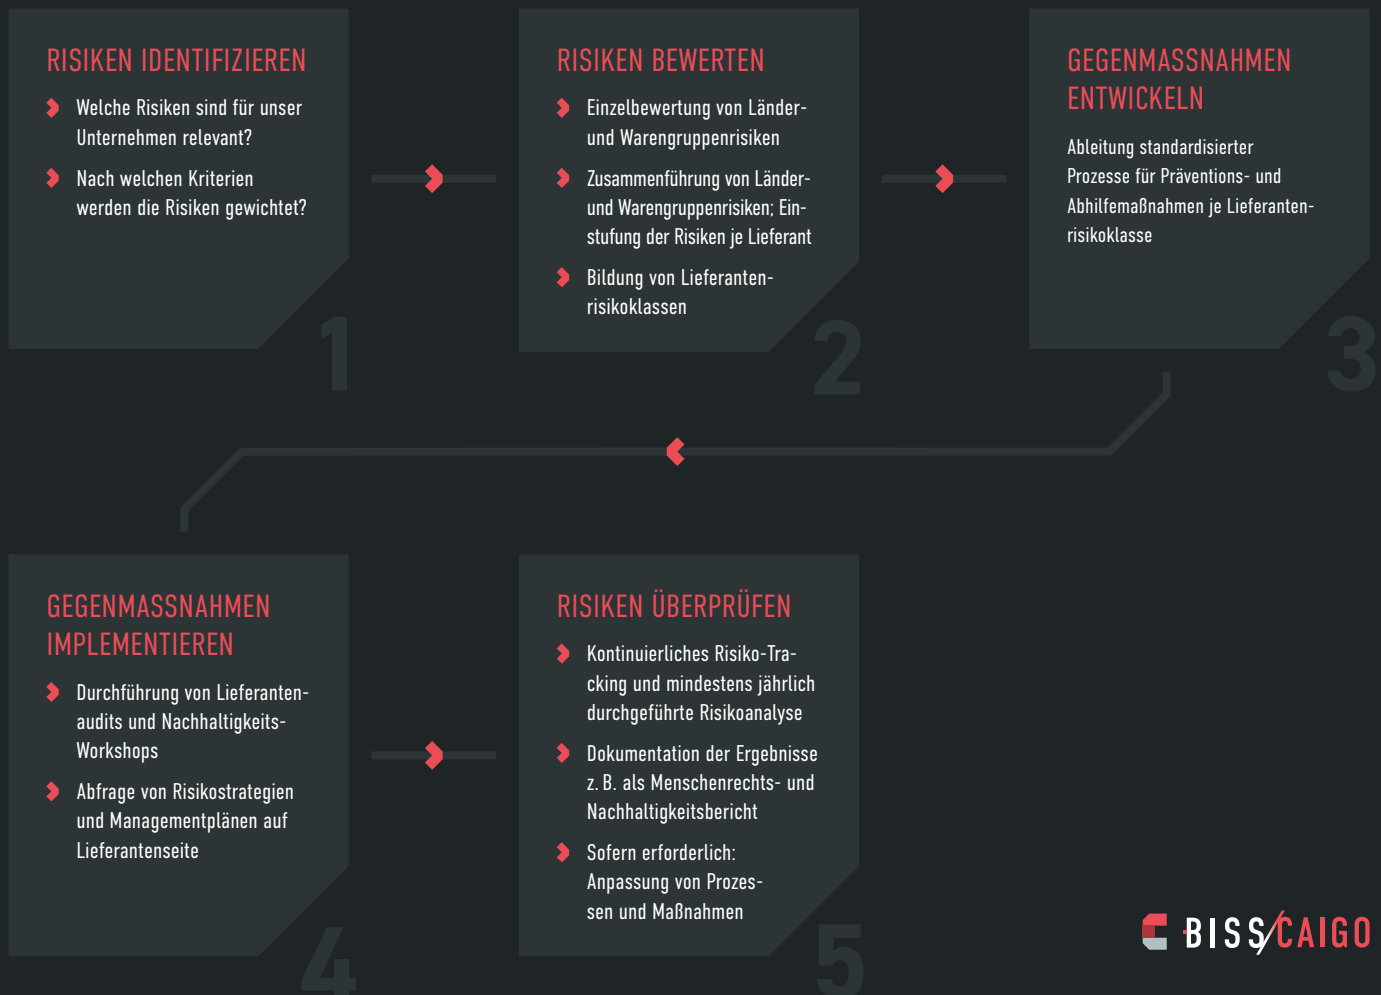 RISIKEN IDENTIFIZIEREN
Welche Risiken sind für unser
Unternehmen relevant?
Nach welchen Kriterien
werden die Risiken gewichtet?
1
RISIKEN BEWERTEN
Einzelbewertung von Länder-
und Warengruppenrisiken
Zusammenführung von Länder-
und Warengruppenrisiken; Ein-
stufung der Risiken je Lieferant
Bildung von Lieferanten-
risikoklassen
2
GEGENMASSNAHMEN
ENTWICKELN
Ableitung standardisierter
Prozesse für Präventions- und
Abhilfemaßnahmen je Lieferanten-
risikoklasse
3
GEGENMASSNAHMEN
IMPLEMENTIEREN
Durchführung von Lieferanten-
audits und Nachhaltigkeits-
Workshops
Abfrage von Risikostrategien
und Managementplänen auf
Lieferantenseite
4
RISIKEN ÜBERPRÜFEN
Kontinuierliches Risiko-Tra-
cking und mindestens jährlich
durchgeführte Risikoanalyse
Dokumentation der Ergebnisse
z. B. als Menschenrechts- und
Nachhaltigkeitsbericht
Sofern erforderlich:
Anpassung von Prozes-
sen und Maßnahmen
5
BISS/CAIGO